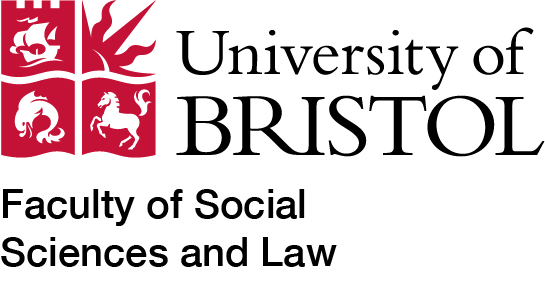 University of
BRISTOL
Faculty of Social
Sciences and Law